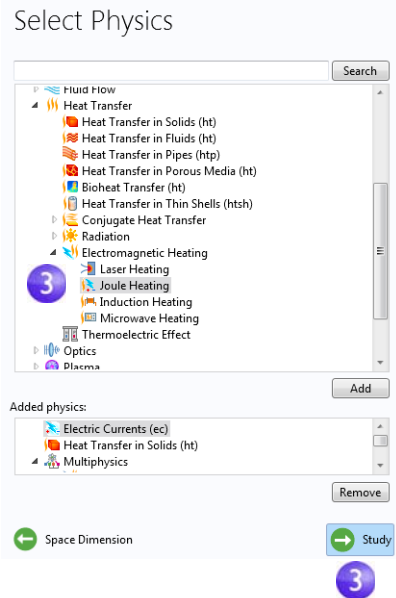 Select Physics
Search
Fluid Flow
Heat Transfer
Heat Transfer in Solids (ht)
Heat Transfer in Fluids (ht)
Heat Transfer in Pipes (htp)
Heat Transfer in Porous Media (ht)
Bioheat Transfer (ht)
Heat Transfer in Thin Shells (htsh)
Conjugate Heat Transfer
Radiation
Electromagnetic Heating
Laser Heating
3 Joule Heating
Induction Heating
Microwave Heating
Thermoelectric Effect
Optics
Plasma
Add
Added physics:
Electric Currents (ec)
Heat Transfer in Solids (ht)
Multiphysics
Remove
Space Dimension Study
3